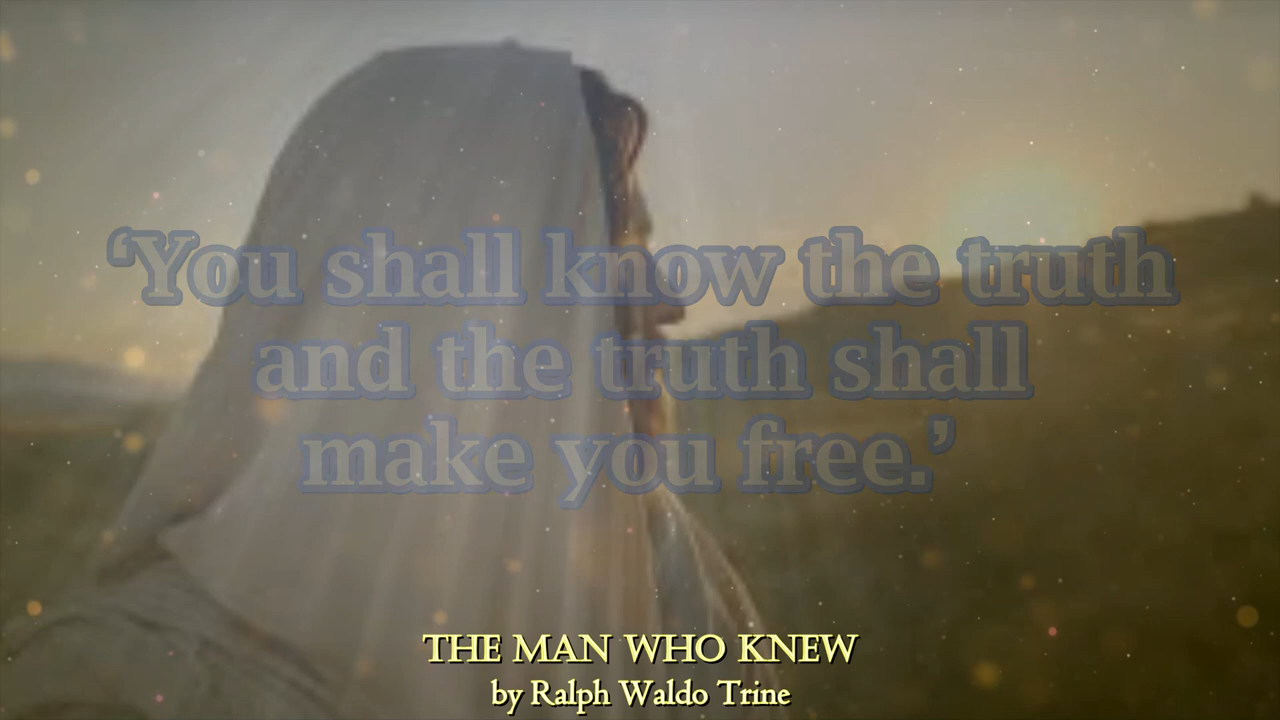 ‘You shall know the truth
and the truth shall
make you free.’
THE MAN WHO KNEW
by Ralph Waldo Trine